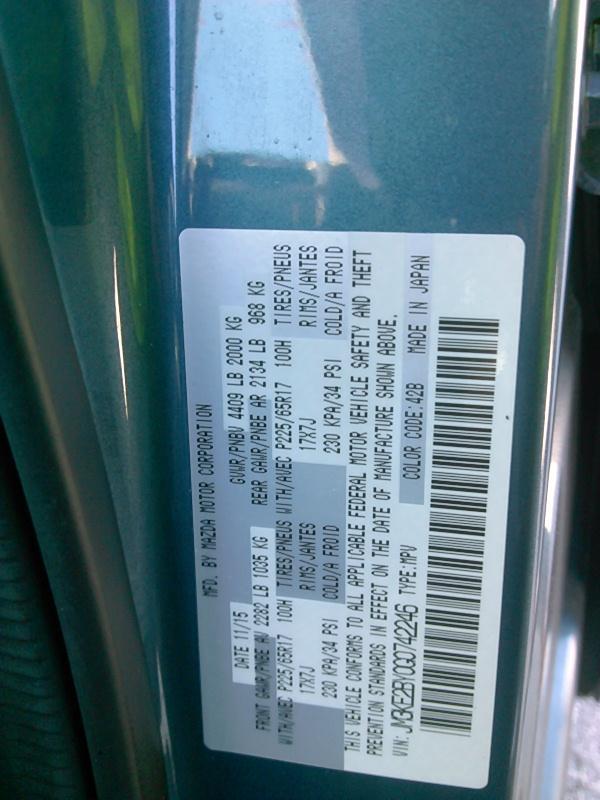 MFD. BY MAZDA MOTOR CORPORATION
DATE 11/15 GVWR/PNBV 4409 LB 2000 KG
FRONT GAWR/PNBE AV 2282 LB 1035 KG REAR GAWR/PNBE AR 2134 LB 968 KG
WITH/AVEC P225/65R17 100H TIRES/PNEUS WITH/AVEC P225/65R17 100H TIRES/PNEUS
17X7J RIMS/JANTES 17X7J RIMS/JANTES
230 KPA/34 PSI COLD/A FROID 230 KPA/34 PSI COLD/A FROID
THIS VEHICLE CONFORMS TO ALL APPLICABLE FEDERAL MOTOR VEHICLE SAFETY AND THEFT
PREVENTION STANDARDS IN EFFECT ON THE DATE OF MANUFACTURE SHOWN ABOVE.
VIN: JM3KE2BY0G0742246 TYPE:MPV COLOR CODE:42B MADE IN JAPAN